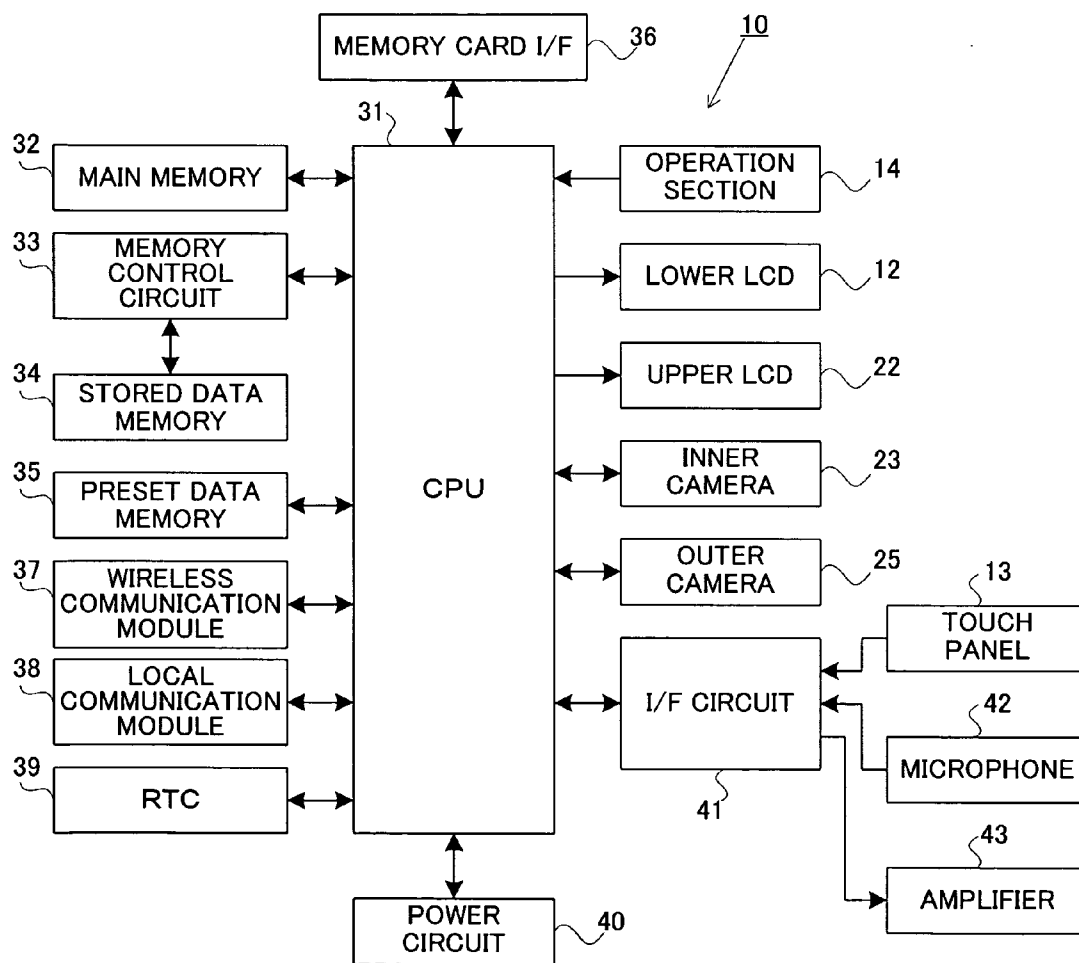 MEMORY CARD I/F
36
10
31
32
MAIN MEMORY
OPERATION
SECTION
14
33
MEMORY
CONTROL
CIRCUIT
LOWER LCD
12
34
STORED DATA
MEMORY
UPPER LCD
22
35
PRESET DATA
MEMORY
CPU
INNER
CAMERA
23
37
WIRELESS
COMMUNICATION
MODULE
OUTER
CAMERA
25
13
TOUCH
PANEL
38
LOCAL
COMMUNICATION
MODULE
I/F CIRCUIT
41
42
MICROPHONE
39
RTC
43
AMPLIFIER
POWER
CIRCUIT
40